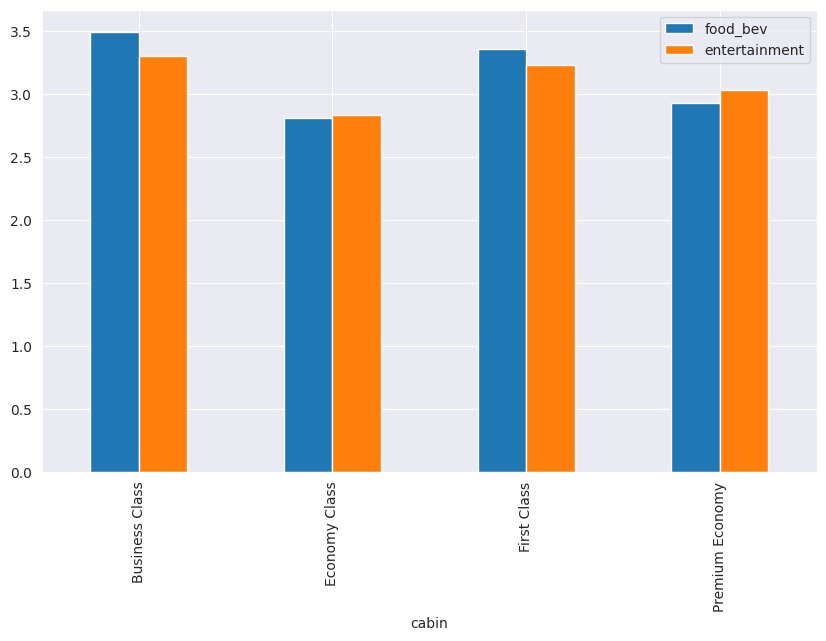 food_bev
entertainment
3.5
3.0
2.5
2.0
1.5
1.0
0.5
0.0
Business Class
Economy Class
First Class
Premium Economy
cabin